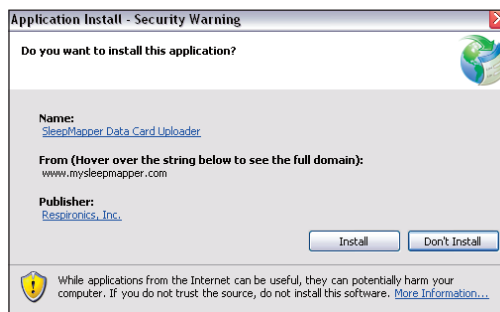 Application Install - Security Warning
Do you want to install this application?
Name:
SleepMapper Data Card Uploader
From (Hover over the string below to see the full domain):
www.mysleepmapper.com
Publisher:
Respironics, Inc.
Install Don't Install
While applications from the Internet can be useful, they can potentially harm your
computer. If you do not trust the source, do not install this software. More Information...